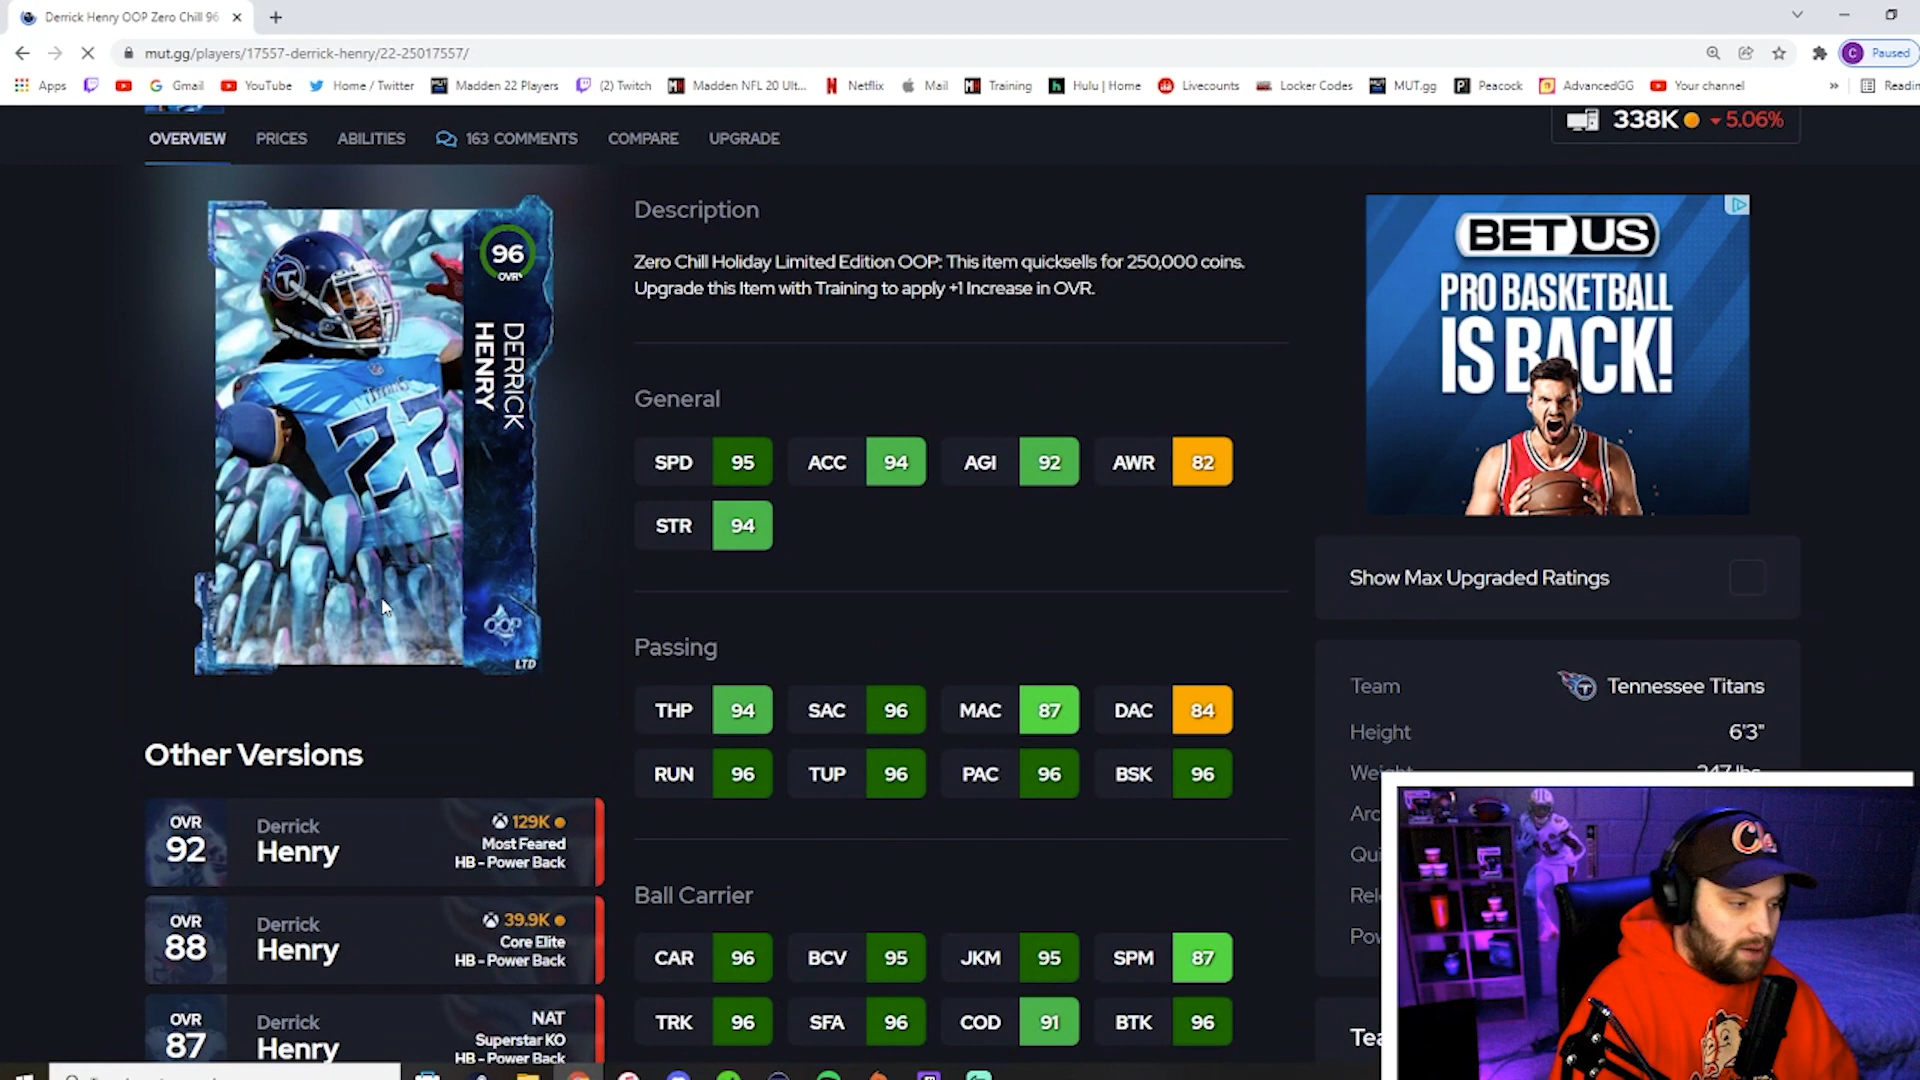 Derrick Henry OOP Zero Chill 96
mut.gg/players/17557-derrick-henry/22-25017557/
C Paused
Apps
Gmail
YouTube
Home / Twitter
Madden 22 Players
(2) Twitch
Madden NFL 20 Ult...
Netflix
Mail
Training
Hulu | Home
Livecounts
Locker Codes
MUT.gg
Peacock
AdvancedGG
Your channel
»
OVERVIEW PRICES ABILITIES 163 COMMENTS COMPARE UPGRADE
338K 5.06%
96
OVR
DERRICK
HENRY
22
OOP
LTD
Description
Zero Chill Holiday Limited Edition OOP: This item quicksells for 250,000 coins.
Upgrade this Item with Training to apply +1 Increase in OVR.
General
SPD 95 ACC 94 AGI 92 AWR 82
STR 94
Passing
THP 94 SAC 96 MAC 87 DAC 84
RUN 96 TUP 96 PAC 96 BSK 96
Ball Carrier
CAR 96 BCV 95 JKM 95 SPM 87
TRK 96 SFA 96 COD 91 BTK 96
Other Versions
OVR
92
Derrick
Henry
129K
Most Feared
HB - Power Back
OVR
88
Derrick
Henry
39.9K
Core Elite
HB - Power Back
OVR
87
Derrick
Henry
NAT
Superstar KO
HB - Power Back
BETUS
PRO BASKETBALL
IS BACK!
Show Max Upgraded Ratings
Team Tennessee Titans
Height 6'3"